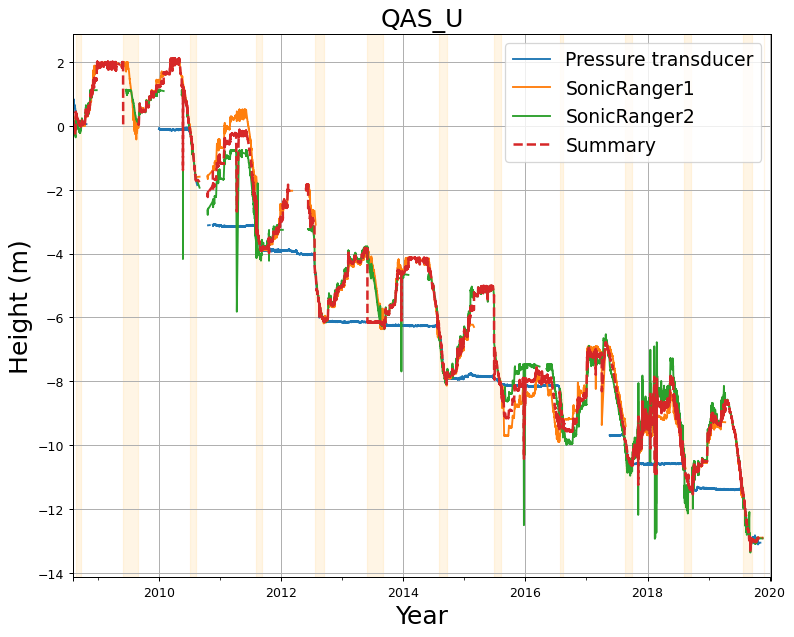 QAS_U
Pressure transducer
SonicRanger1
SonicRanger2
Summary
Height (m)
2
0
−2
−4
−6
−8
−10
−12
−14
2010
2012
2014
2016
2018
2020
Year